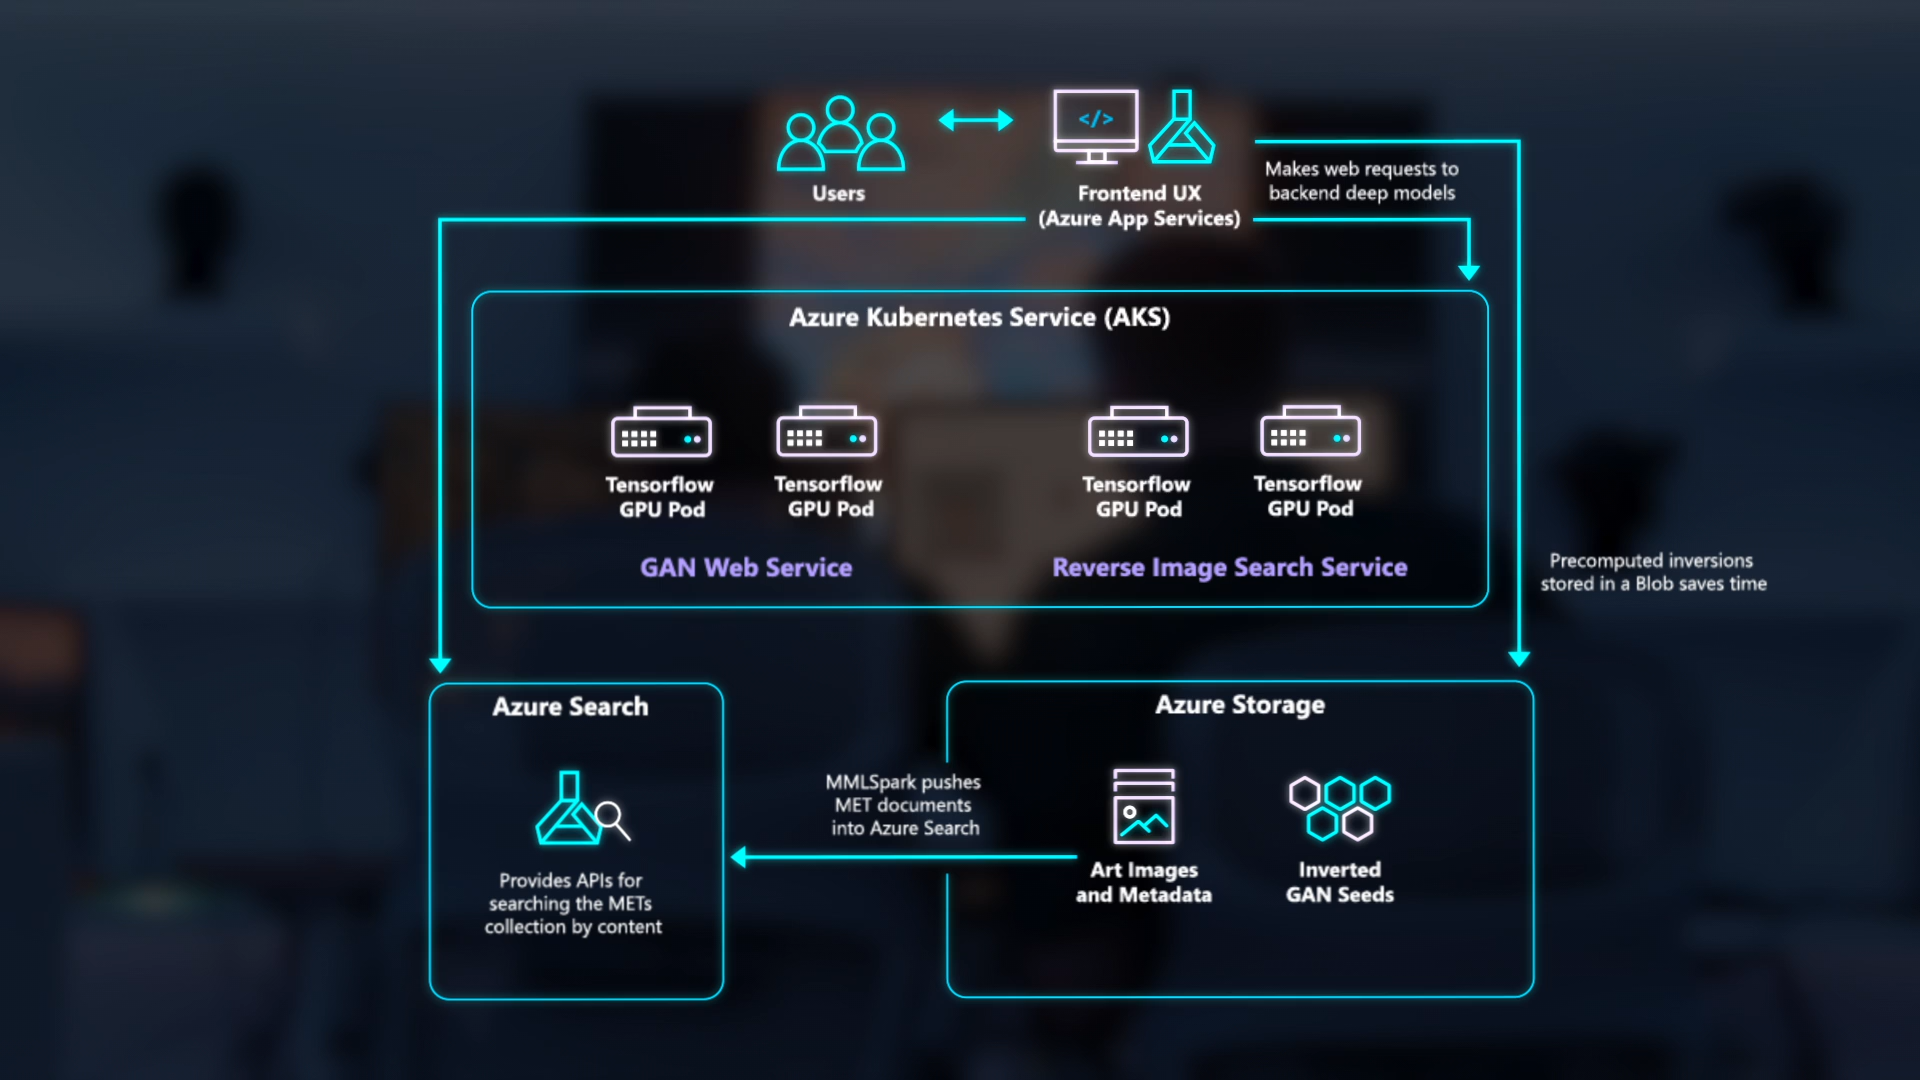 </>
Users
Frontend UX
(Azure App Services)
Makes web requests to
backend deep models
Azure Kubernetes Service (AKS)
Tensorflow
GPU Pod
Tensorflow
GPU Pod
Tensorflow
GPU Pod
Tensorflow
GPU Pod
GAN Web Service
Reverse Image Search Service
Precomputed inversions
stored in a Blob saves time
Azure Search
Provides APIs for
searching the METs
collection by content
MMLSpark pushes
MET documents
into Azure Search
Azure Storage
Art Images
and Metadata
Inverted
GAN Seeds